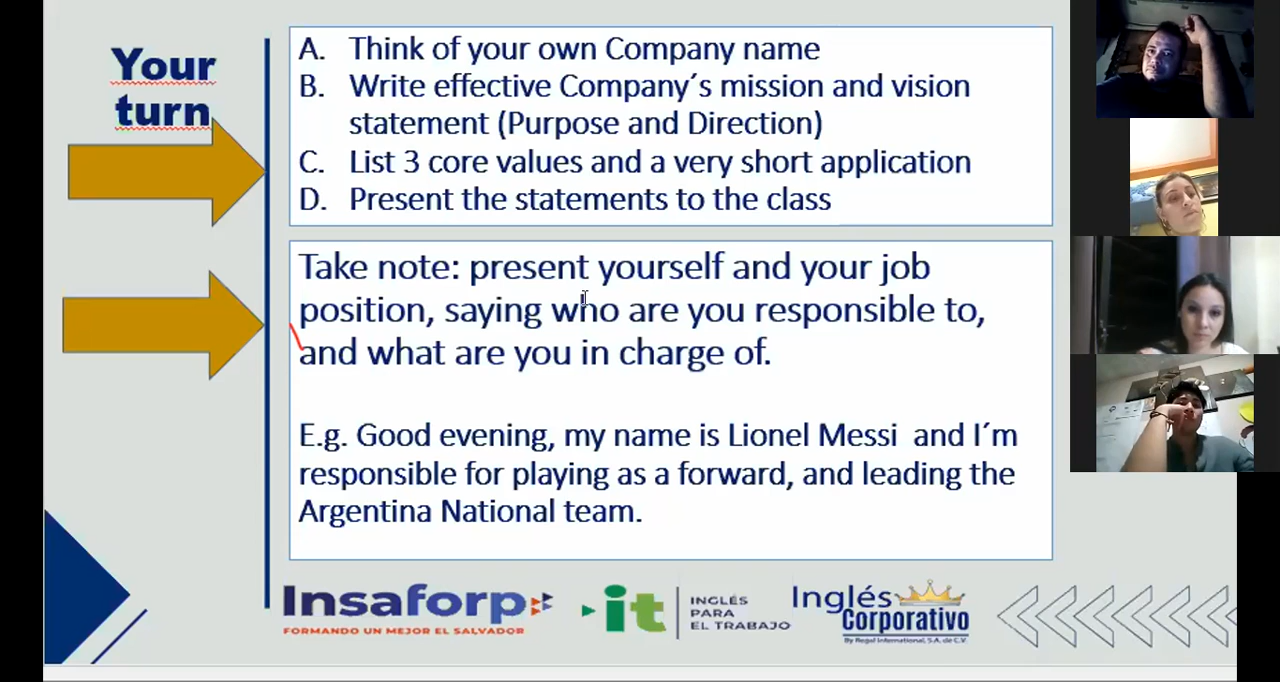 Your
turn
A. Think of your own Company name
B. Write effective Company´s mission and vision
statement (Purpose and Direction)
C. List 3 core values and a very short application
D. Present the statements to the class
Take note: present yourself and your job
position, saying who are you responsible to,
and what are you in charge of.
E.g. Good evening, my name is Lionel Messi and I´m
responsible for playing as a forward, and leading the
Argentina National team.
Insaforp
FORMANDO UN MEJOR EL SALVADOR
it
INGLÉS
PARA
EL TRABAJO
Inglés
Corporativo
By Regal International, S.A. de C.V.